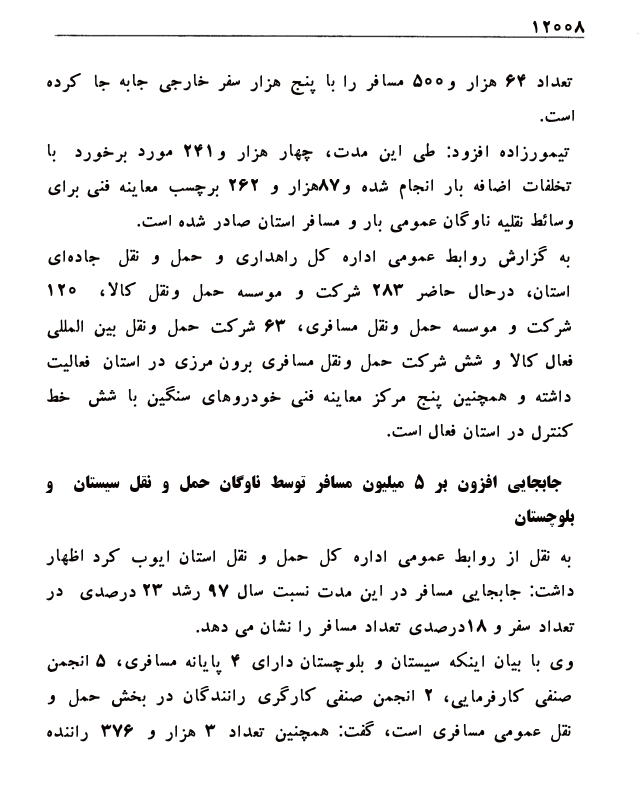 ۱۲۰۰۸
تعداد ۶۴ هزار و ۵۰۰ مسافر را با پنج هزار سفر خارجی جابه جا کرده
است.
تیمورزاده افزود: طی این مدت، چهار هزار و ۲۴۱ مورد برخورد با
تخلفات اضافه بار انجام شده و ۸۷هزار و ۲۶۲ برچسب معاینه فنی برای
وسائط نقلیه ناوگان عمومی بار و مسافر استان صادر شده است.
به گزارش روابط عمومی اداره کل راهداری و حمل و نقل جاده‌ای
استان، درحال حاضر ۲۸۳ شرکت و موسسه حمل ونقل کالا، ۱۲۰
شرکت و موسسه حمل ونقل مسافری، ۶۳ شرکت حمل ونقل بین المللی
فعال کالا و شش شرکت حمل ونقل مسافری برون مرزی در استان فعالیت
داشته و همچنین پنج مرکز معاینه فنی خودروهای سنگین با شش خط
کنترل در استان فعال است.
جابجایی افزون بر ۵ میلیون مسافر توسط ناوگان حمل و نقل سیستان و
بلوچستان
به نقل از روابط عمومی اداره کل حمل و نقل استان ایوب کرد اظهار
داشت: جابجایی مسافر در این مدت نسبت سال ۹۷ رشد ۲۳ درصدی در
تعداد سفر و ۱۸درصدی تعداد مسافر را نشان می دهد.
وی با بیان اینکه سیستان و بلوچستان دارای ۴ پایانه مسافری، ۵ انجمن
صنفی کارفرمایی، ۲ انجمن صنفی کارگری رانندگان در بخش حمل و
نقل عمومی مسافری است، گفت: همچنین تعداد ۳ هزار و ۳۷۶ راننده